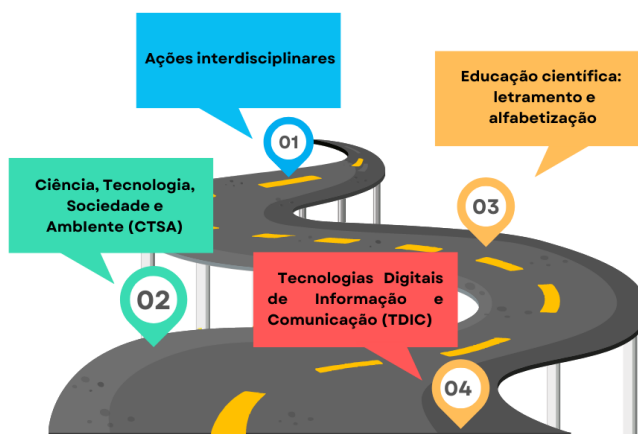 Ações interdisciplinares
01
Educação científica:
letramento e
alfabetização
03
Ciência, Tecnologia,
Sociedade e
AmbIente (CTSA)
02
Tecnologias Digitais
de Informação e
Comunicação (TDIC)
04